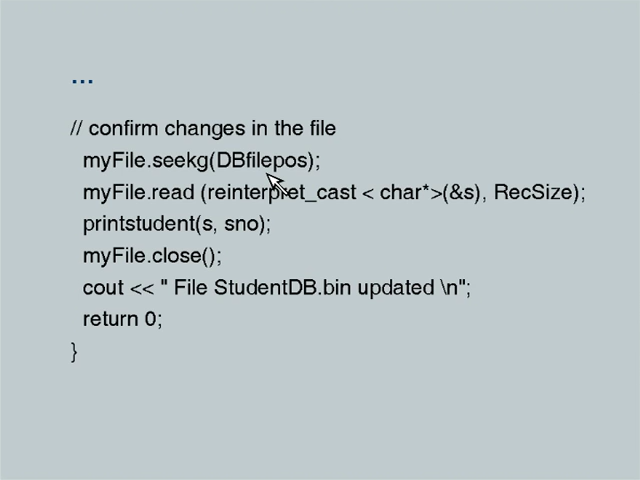 ...
// confirm changes in the file
myFile.seekg(DBfilepos);
myFile.read (reinterpret_cast < char*>(&s), RecSize);
printstudent(s, sno);
myFile.close();
cout << " File StudentDB.bin updated \n";
return 0;
}